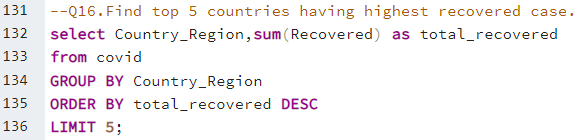 131 --Q16.Find top 5 countries having highest recovered case.
132 select Country_Region,sum(Recovered) as total_recovered
133 from covid
134 GROUP BY Country_Region
135 ORDER BY total_recovered DESC
136 LIMIT 5;